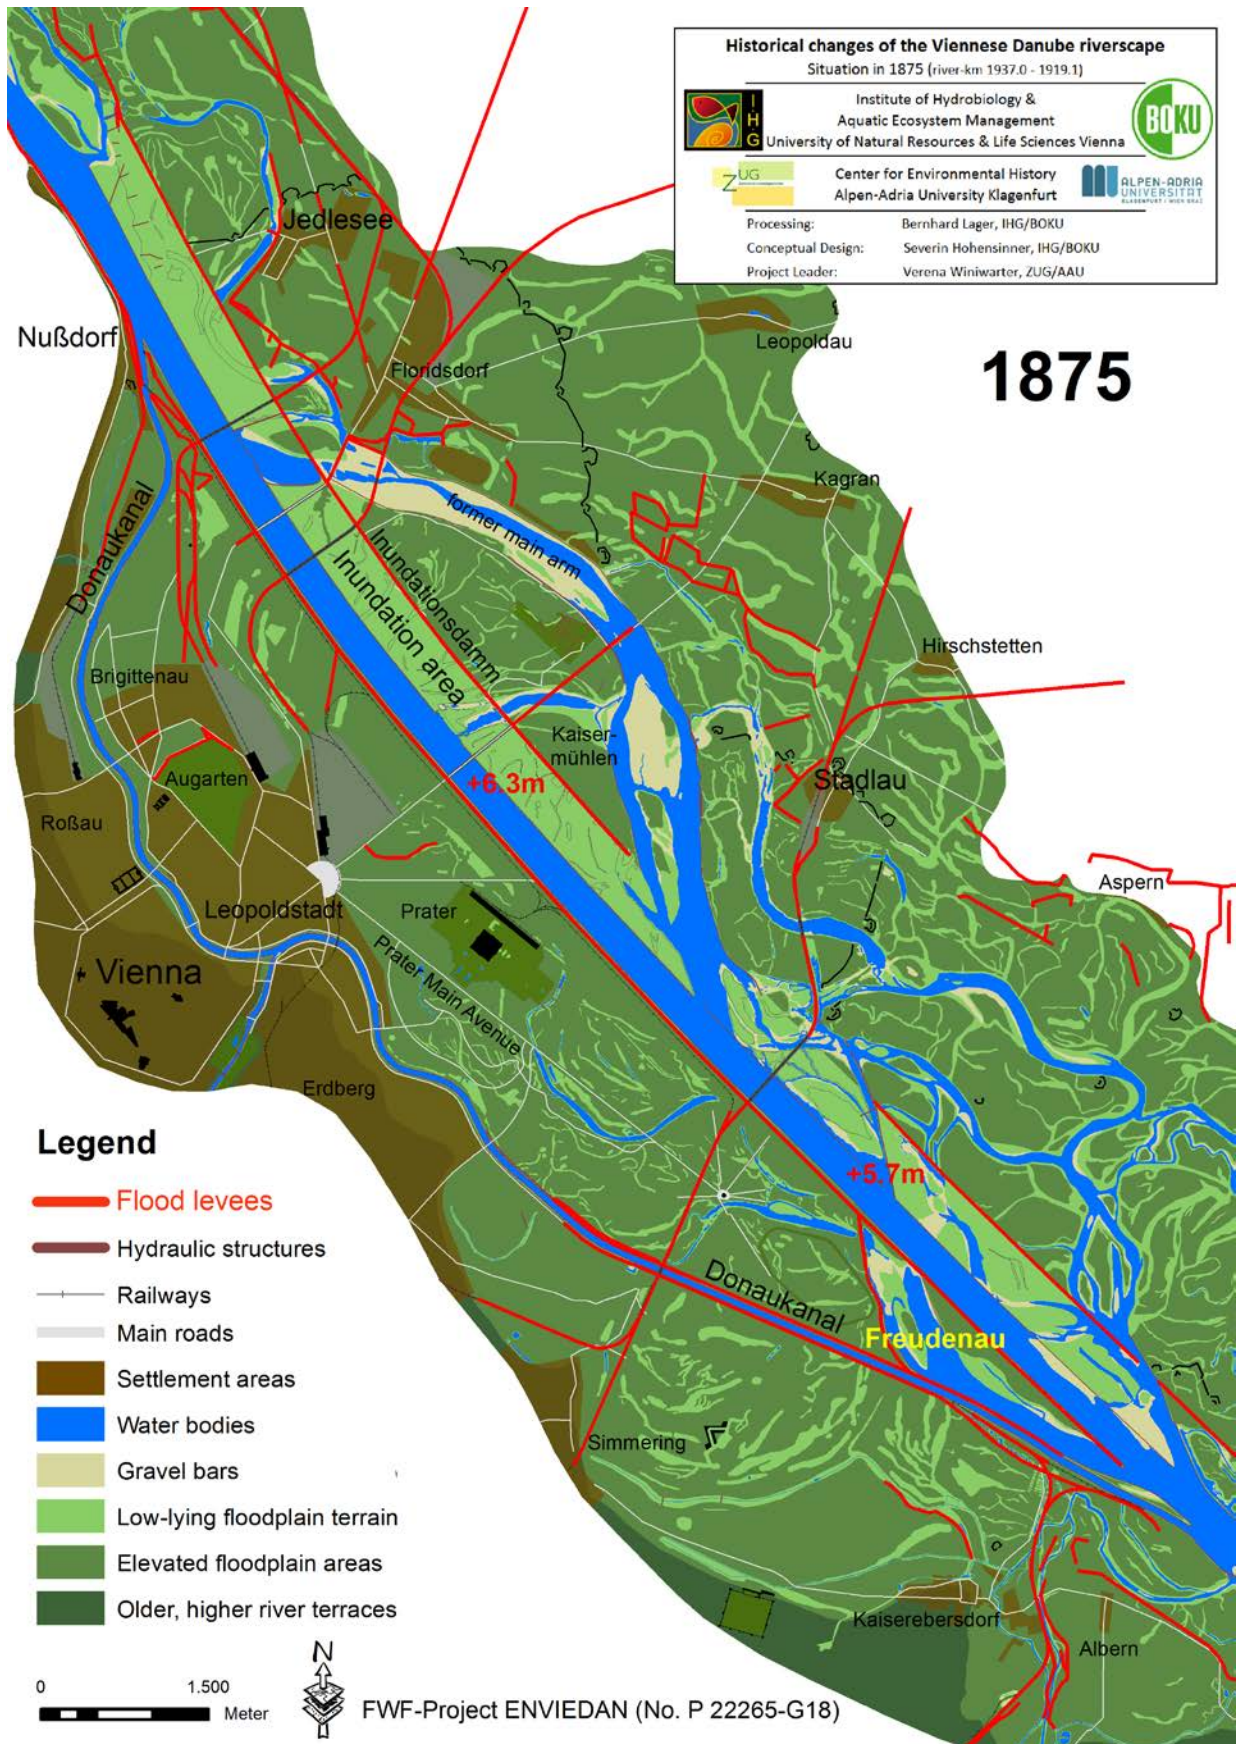 Historical changes of the Viennese Danube riverscape
Situation in 1875 (river-km 1937.0 - 1919.1)
I·H·G
Institute of Hydrobiology &
Aquatic Ecosystem Management
University of Natural Resources & Life Sciences Vienna
BOKU
ZUG
Center for Environmental History
Alpen-Adria University Klagenfurt
ALPEN-ADRIA
UNIVERSITÄT
KLAGENFURT I WIEN GRAZ
Processing: Bernhard Lager, IHG/BOKU
Conceptual Design: Severin Hohensinner, IHG/BOKU
Project Leader: Verena Winiwarter, ZUG/AAU
1875
Jedlesee
Nußdorf
Leopoldau
Floridsdorf
Kagran
Donaukanal
former main arm
Inundationsdamm
Inundation area
Hirschstetten
Brigittenau
Kaiser-
mühlen
Augarten
+6.3m
Stadlau
Roßau
Aspern
Leopoldstadt
Prater
Vienna
Prater Main Avenue
Erdberg
+5.7m
Donaukanal
Freudenau
Simmering
Kaiserebersdorf
Albern
Legend
Flood levees
Hydraulic structures
Railways
Main roads
Settlement areas
Water bodies
Gravel bars
Low-lying floodplain terrain
Elevated floodplain areas
Older, higher river terraces
0 1.500
Meter
N
FWF-Project ENVIEDAN (No. P 22265-G18)